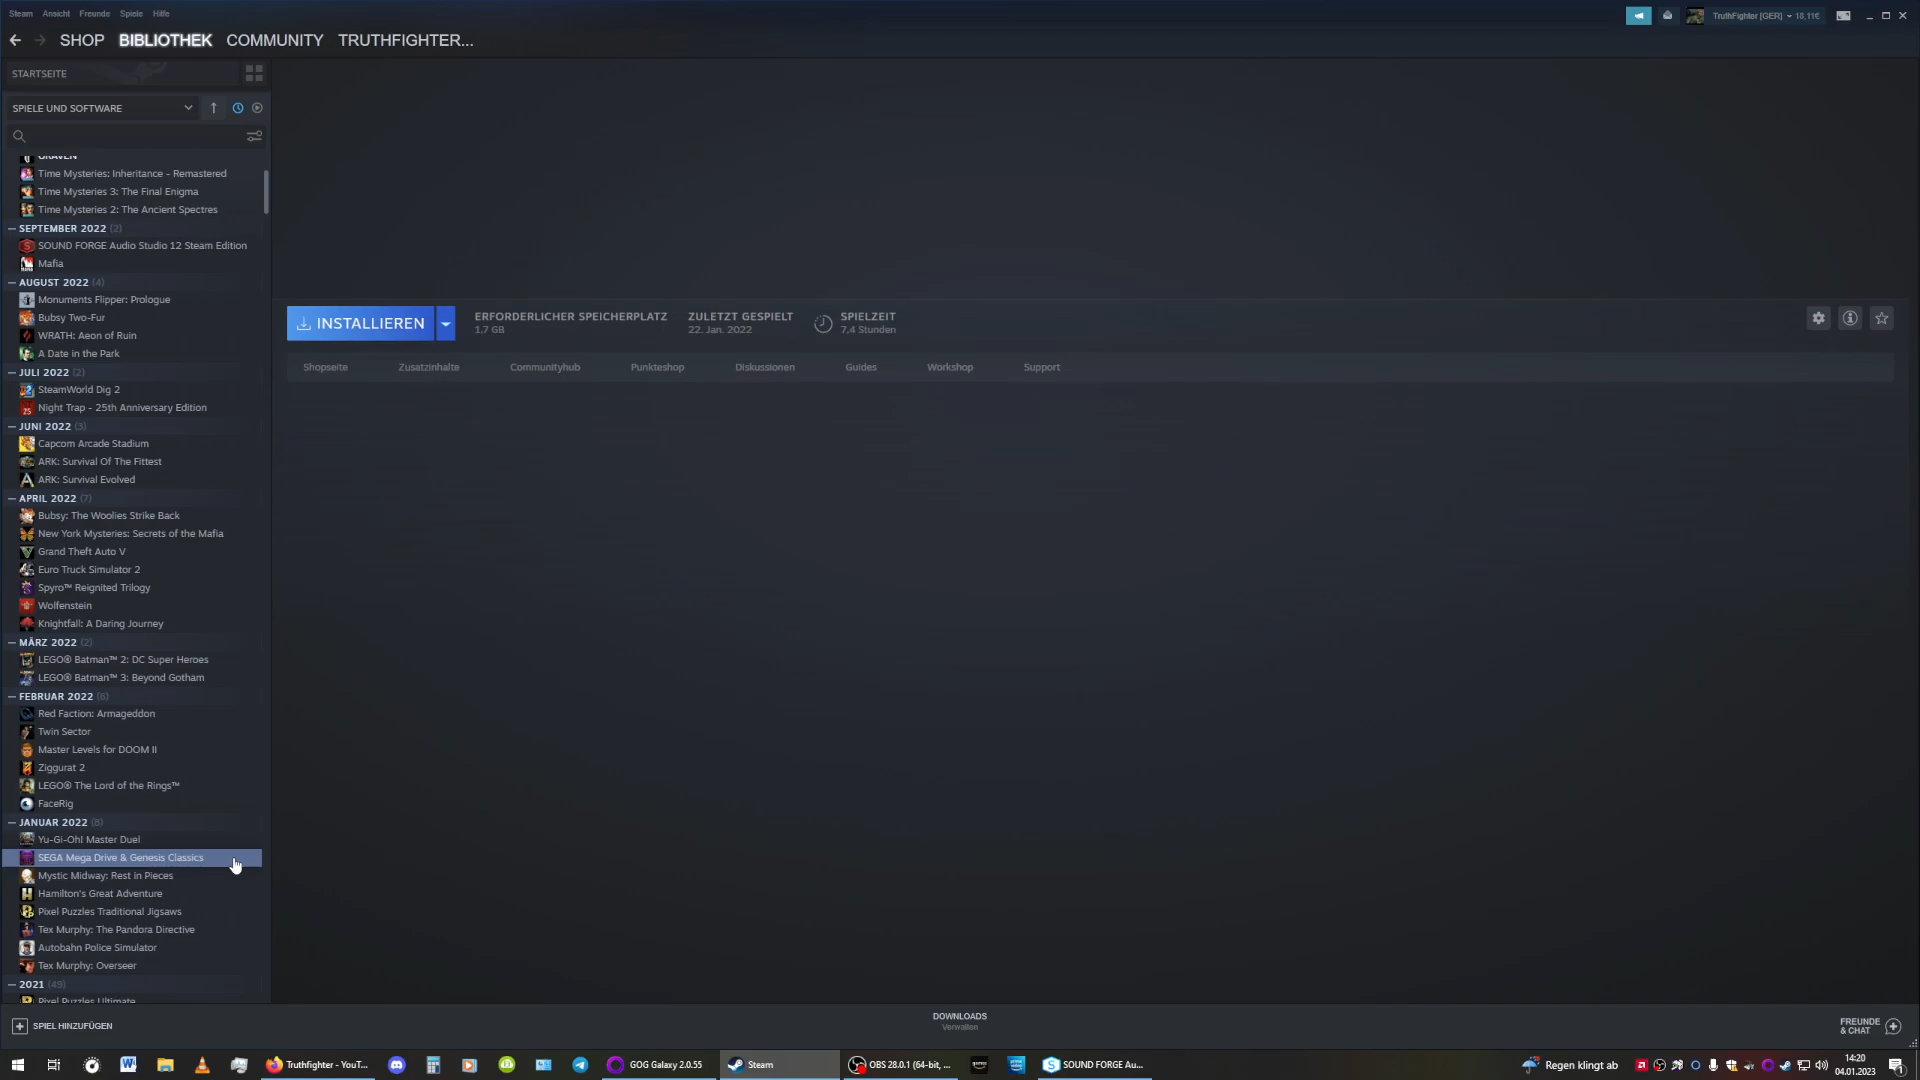 Steam Ansicht Freunde Spiele Hilfe
TruthFighter [GER] 18,11€
SHOP BIBLIOTHEK COMMUNITY TRUTHFIGHTER...
STARTSEITE
SPIELE UND SOFTWARE
GRAVEN
Time Mysteries: Inheritance - Remastered
Time Mysteries 3: The Final Enigma
Time Mysteries 2: The Ancient Spectres
— SEPTEMBER 2022 (2)
SOUND FORGE Audio Studio 12 Steam Edition
Mafia
— AUGUST 2022 (4)
Monuments Flipper: Prologue
Bubsy Two-Fur
WRATH: Aeon of Ruin
A Date in the Park
— JULI 2022 (2)
SteamWorld Dig 2
Night Trap - 25th Anniversary Edition
— JUNI 2022 (3)
Capcom Arcade Stadium
ARK: Survival Of The Fittest
ARK: Survival Evolved
— APRIL 2022 (7)
Bubsy: The Woolies Strike Back
New York Mysteries: Secrets of the Mafia
Grand Theft Auto V
Euro Truck Simulator 2
Spyro™ Reignited Trilogy
Wolfenstein
Knightfall: A Daring Journey
— MÄRZ 2022 (2)
LEGO® Batman™ 2: DC Super Heroes
LEGO® Batman™ 3: Beyond Gotham
— FEBRUAR 2022 (6)
Red Faction: Armageddon
Twin Sector
Master Levels for DOOM II
Ziggurat 2
LEGO® The Lord of the Rings™
FaceRig
— JANUAR 2022 (8)
Yu-Gi-Oh! Master Duel
SEGA Mega Drive & Genesis Classics
Mystic Midway: Rest in Pieces
Hamilton's Great Adventure
Pixel Puzzles Traditional Jigsaws
Tex Murphy: The Pandora Directive
Autobahn Police Simulator
Tex Murphy: Overseer
— 2021 (49)
Pixel Puzzles Ultimate
INSTALLIEREN
ERFORDERLICHER SPEICHERPLATZ ZULETZT GESPIELT SPIELZEIT
1,7 GB 22. Jan. 2022 7,4 Stunden
Shopseite Zusatzinhalte Communityhub Punkteshop Diskussionen Guides Workshop Support
SPIEL HINZUFÜGEN
DOWNLOADS
Verwalten
FREUNDE
& CHAT
Truthfighter - YouT...
GOG Galaxy 2.0.55
Steam
OBS 28.0.1 (64-bit, ...
SOUND FORGE Au...
Regen klingt ab
14:20
04.01.2023